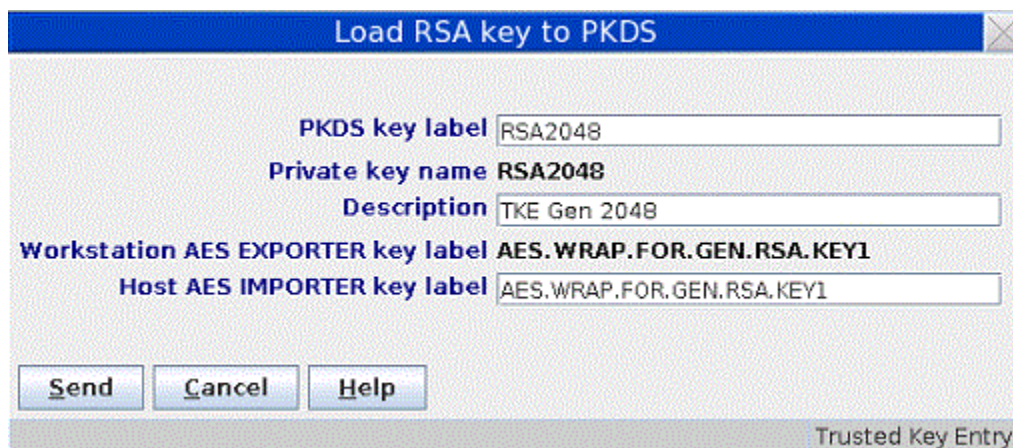 Load RSA key to PKDS
PKDS key label RSA2048
Private key name RSA2048
Description TKE Gen 2048
Workstation AES EXPORTER key label AES.WRAP.FOR.GEN.RSA.KEY1
Host AES IMPORTER key label AES.WRAP.FOR.GEN.RSA.KEY1
Send Cancel Help
Trusted Key Entry